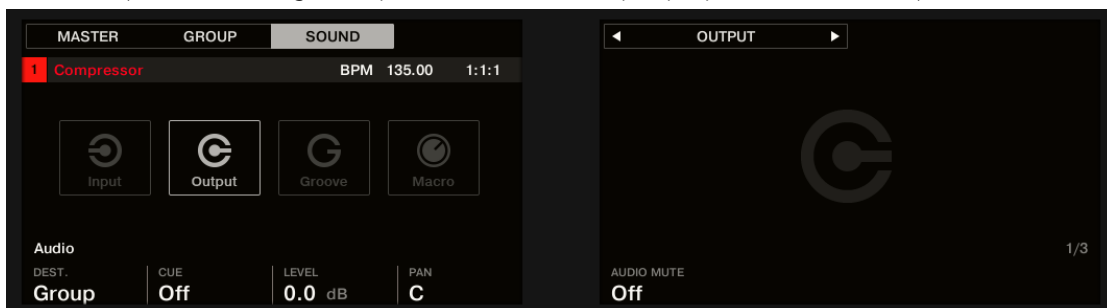 MASTER GROUP SOUND
1 Compressor BPM 135.00 1:1:1
Input Output Groove Macro
Audio
DEST. CUE LEVEL PAN
Group Off 0.0 dB C
OUTPUT
1/3
AUDIO MUTE
Off